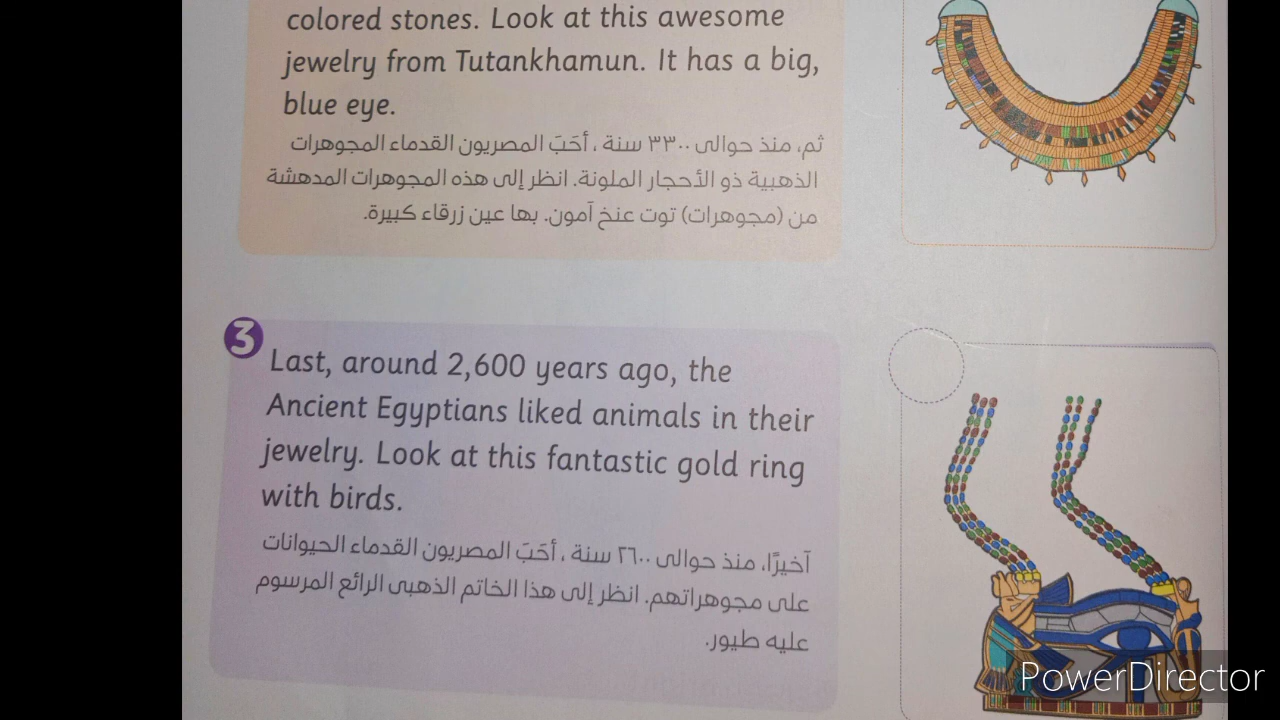 colored stones. Look at this awesome
jewelry from Tutankhamun. It has a big,
blue eye.
ثم، منذ حوالى ٣٣٠٠ سنة، أحَبَ المصريون القدماء المجوهرات
الذهبية ذو الأحجار الملونة. انظر إلى هذه المجوهرات المدهشة
من (مجوهرات) توت عنخ آمون. بها عين زرقاء كبيرة.
3
Last, around 2,600 years ago, the
Ancient Egyptians liked animals in their
jewelry. Look at this fantastic gold ring
with birds.
آخيرًا، منذ حوالى ٢٦٠٠ سنة، أحَبَ المصريون القدماء الحيوانات
على مجوهراتهم. انظر إلى هذا الخاتم الذهبى الرائع المرسوم
عليه طيور.
PowerDirector